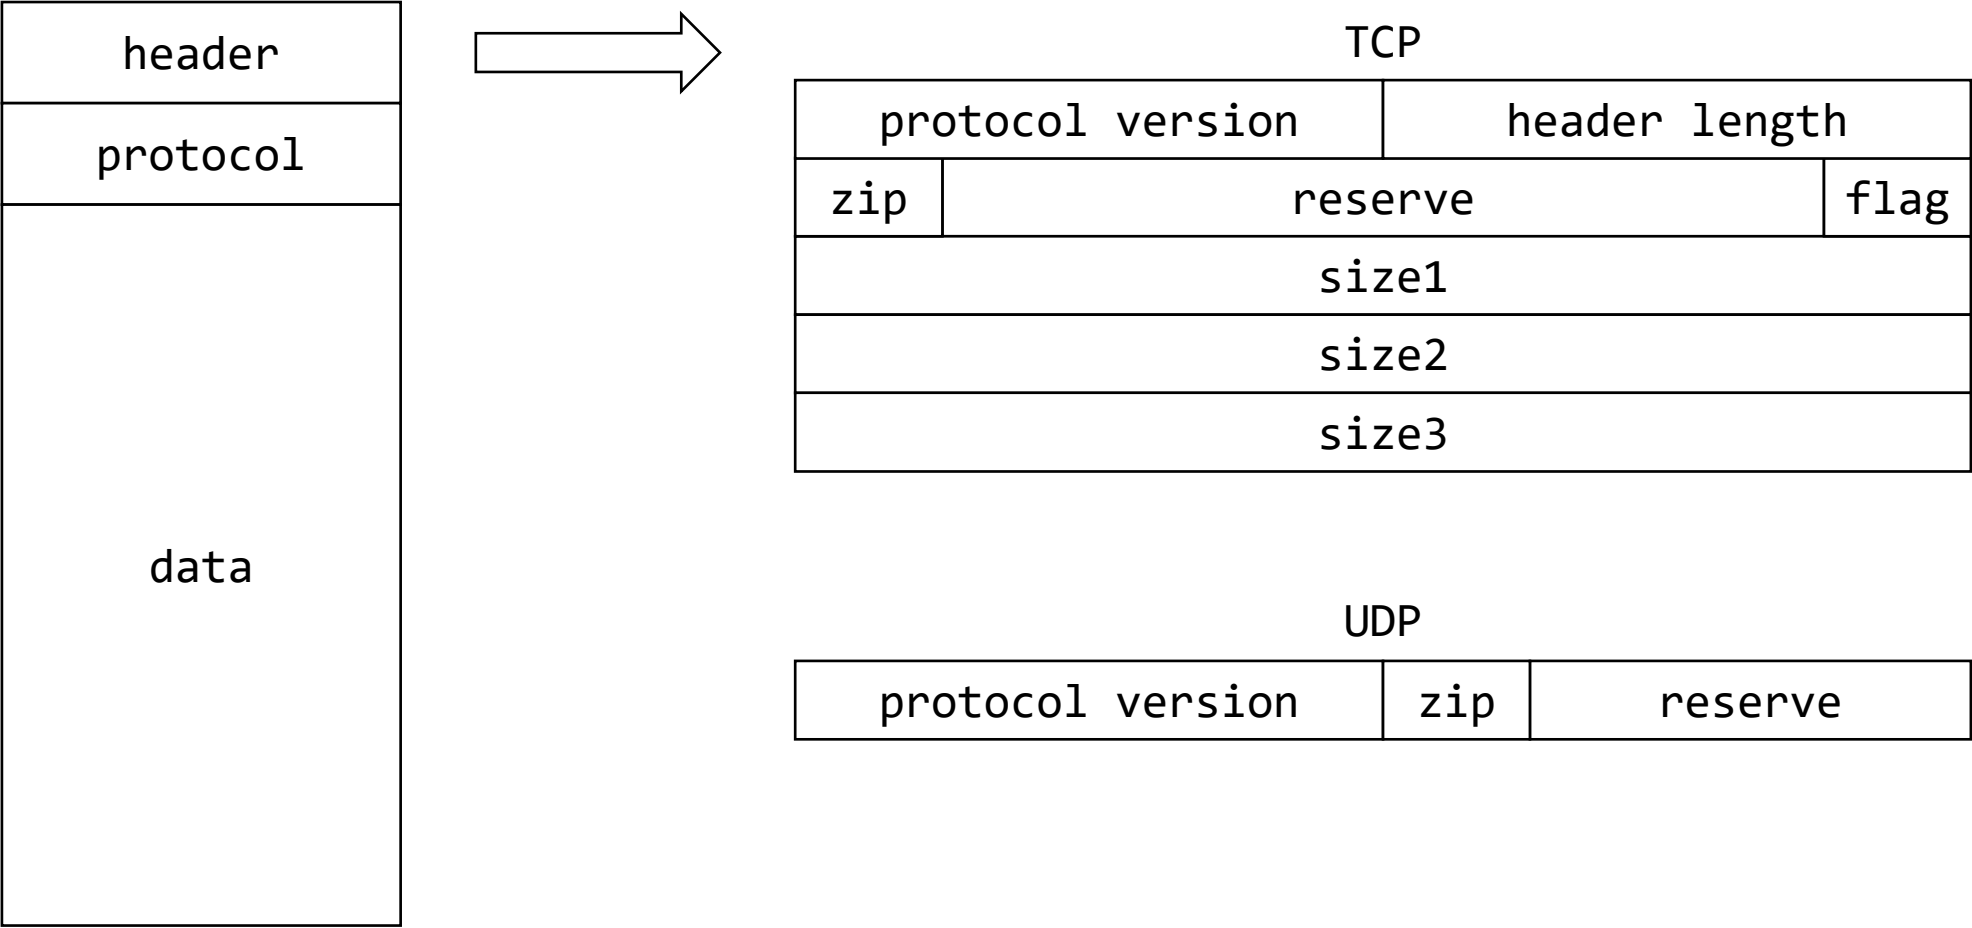 header
protocol
data
TCP
protocol version header length
zip reserve flag
size1
size2
size3
UDP
protocol version zip reserve